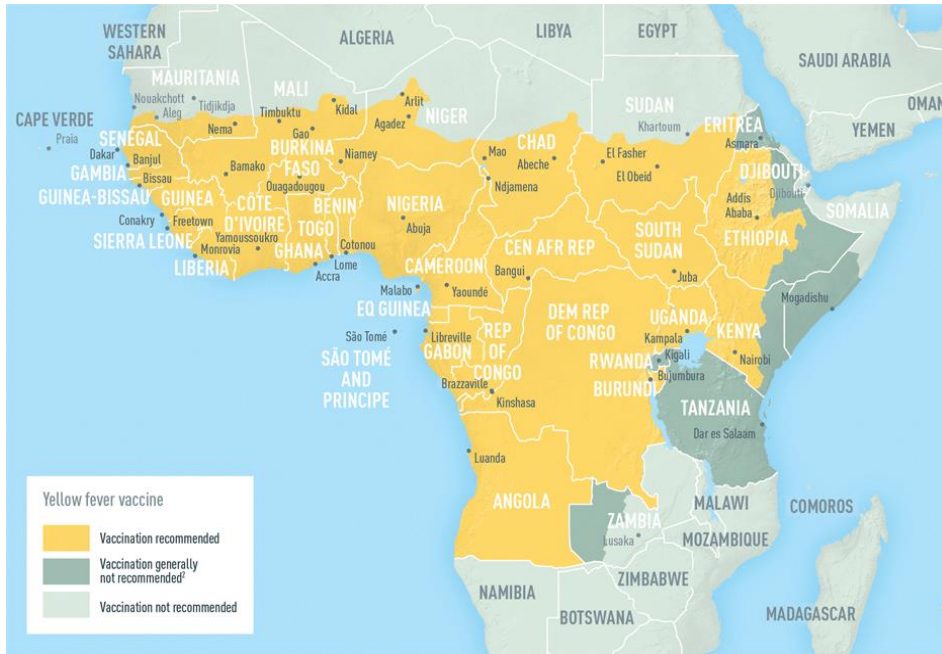 WESTERN
SAHARA
ALGERIA
LIBYA
EGYPT
SAUDI ARABIA
OMAN
YEMEN
MAURITANIA
Nouakchott
Aleg
Tidjikdja
Nema
MALI
Timbuktu
Kidal
Gao
Bamako
Arlit
Agadez
NIGER
Niamey
CHAD
Mao
Abeche
Ndjamena
SUDAN
Khartoum
El Fasher
El Obeid
ERITREA
Asmara
DJIBOUTI
Djibouti
SOMALIA
Mogadishu
CAPE VERDE
Praia
SENEGAL
Dakar
Banjul
GAMBIA
Bissau
GUINEA-BISSAU
GUINEA
Conakry
Freetown
SIERRA LEONE
Monrovia
LIBERIA
CÔTE
D'IVOIRE
Yamoussoukro
BURKINA
FASO
Ouagadougou
GHANA
Accra
TOGO
Lome
BENIN
Cotonou
NIGERIA
Abuja
CAMEROON
Yaoundé
Malabo
EQ GUINEA
São Tomé
SÃO TOMÉ
AND
PRINCIPE
Libreville
GABON
REP
OF
CONGO
Brazzaville
Kinshasa
CEN AFR REP
Bangui
SOUTH
SUDAN
Juba
Addis
Ababa
ETHIOPIA
DEM REP
OF CONGO
UGANDA
Kampala
KENYA
Nairobi
RWANDA
Kigali
BURUNDI
Bujumbura
TANZANIA
Dar es Salaam
Luanda
ANGOLA
ZAMBIA
Lusaka
MALAWI
MOZAMBIQUE
COMOROS
ZIMBABWE
NAMIBIA
BOTSWANA
MADAGASCAR
Yellow fever vaccine
Vaccination recommended
Vaccination generally
not recommended²
Vaccination not recommended